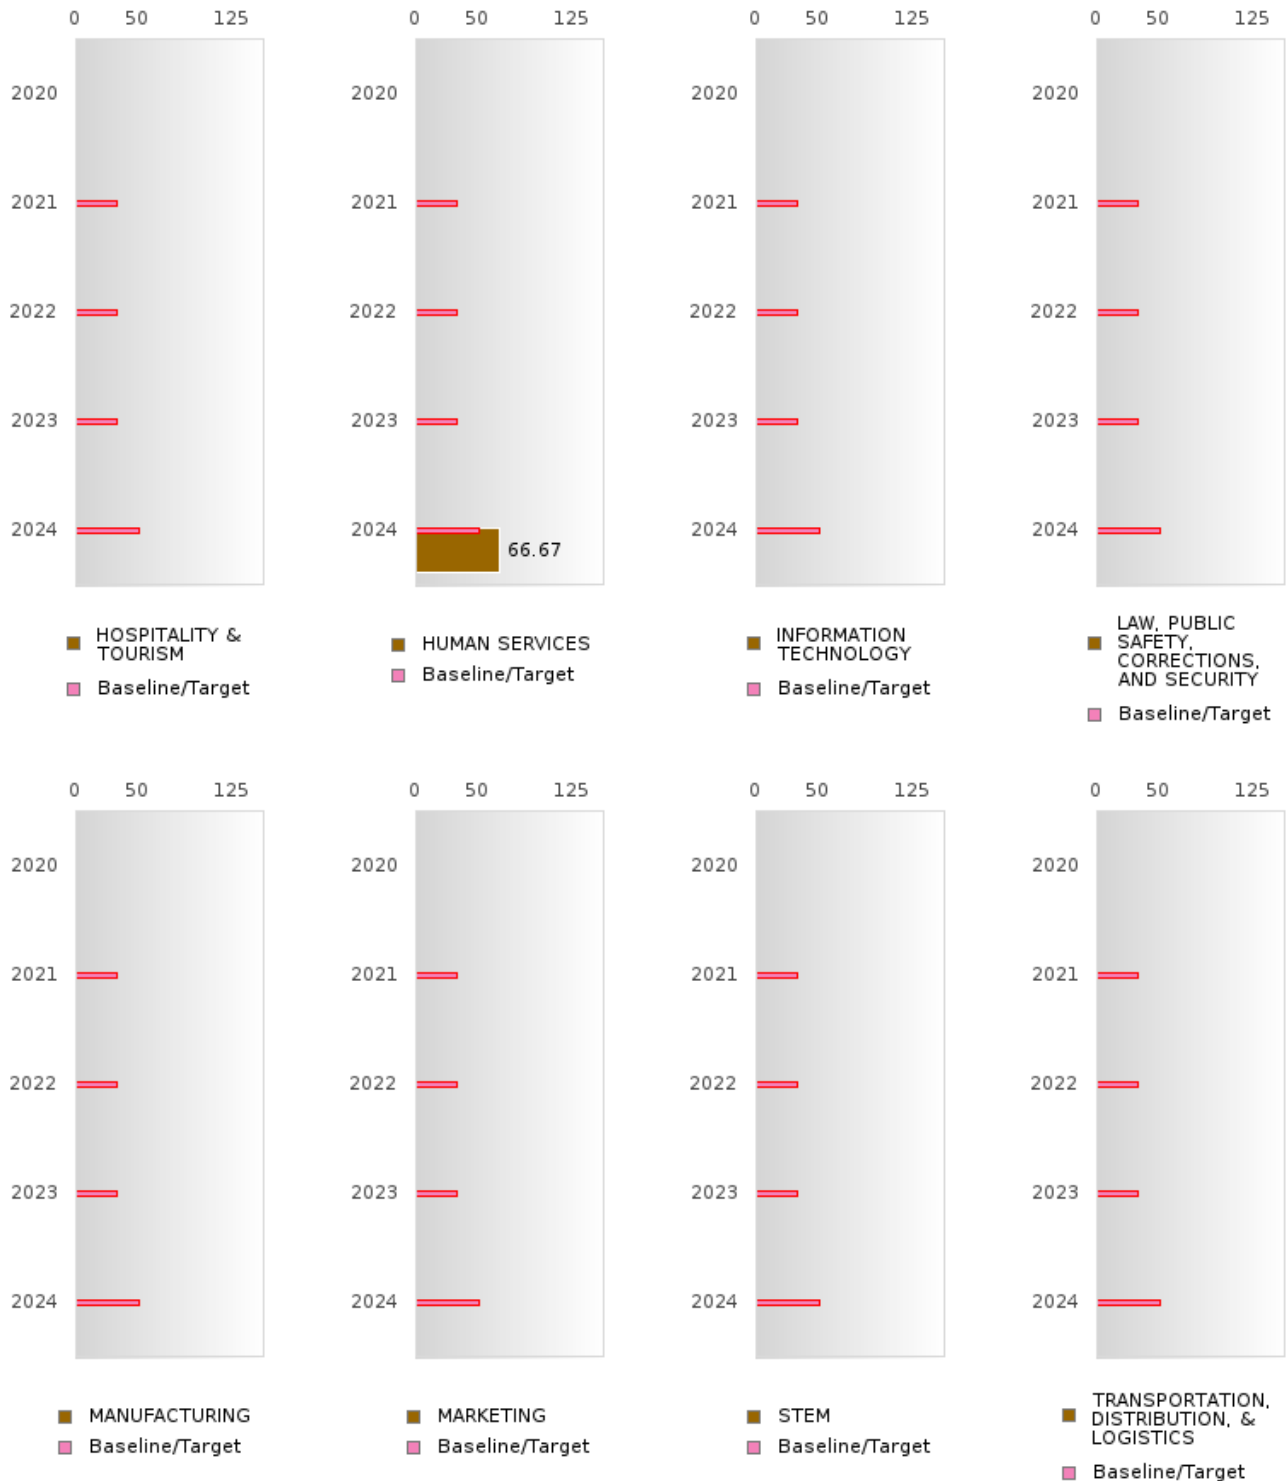 0 50 125
2020
2021
2022
2023
2024
HOSPITALITY &
TOURISM
Baseline/Target
0 50 125
2020
2021
2022
2023
2024
66.67
HUMAN SERVICES
Baseline/Target
0 50 125
2020
2021
2022
2023
2024
INFORMATION
TECHNOLOGY
Baseline/Target
0 50 125
2020
2021
2022
2023
2024
LAW, PUBLIC
SAFETY,
CORRECTIONS,
AND SECURITY
Baseline/Target
0 50 125
2020
2021
2022
2023
2024
MANUFACTURING
Baseline/Target
0 50 125
2020
2021
2022
2023
2024
MARKETING
Baseline/Target
0 50 125
2020
2021
2022
2023
2024
STEM
Baseline/Target
0 50 125
2020
2021
2022
2023
2024
TRANSPORTATION,
DISTRIBUTION, &
LOGISTICS
Baseline/Target